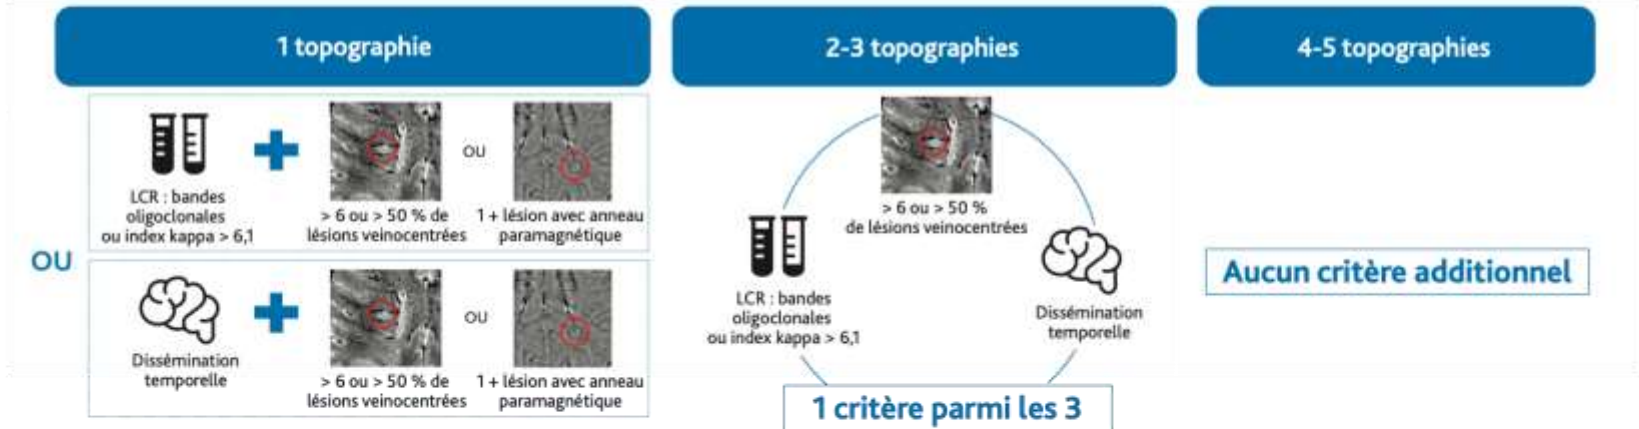 1 topographie
2-3 topographies
4-5 topographies
OU
LCR : bandes
oligoclonales
ou index kappa > 6,1
> 6 ou > 50 % de
lésions veinocentrées
OU
1 + lésion avec anneau
paramagnétique
Dissémination
temporelle
> 6 ou > 50 % de
lésions veinocentrées
OU
1 + lésion avec anneau
paramagnétique
> 6 ou > 50 %
de lésions veinocentrées
LCR : bandes
oligoclonales
ou index kappa > 6,1
Dissémination
temporelle
1 critère parmi les 3
Aucun critère additionnel